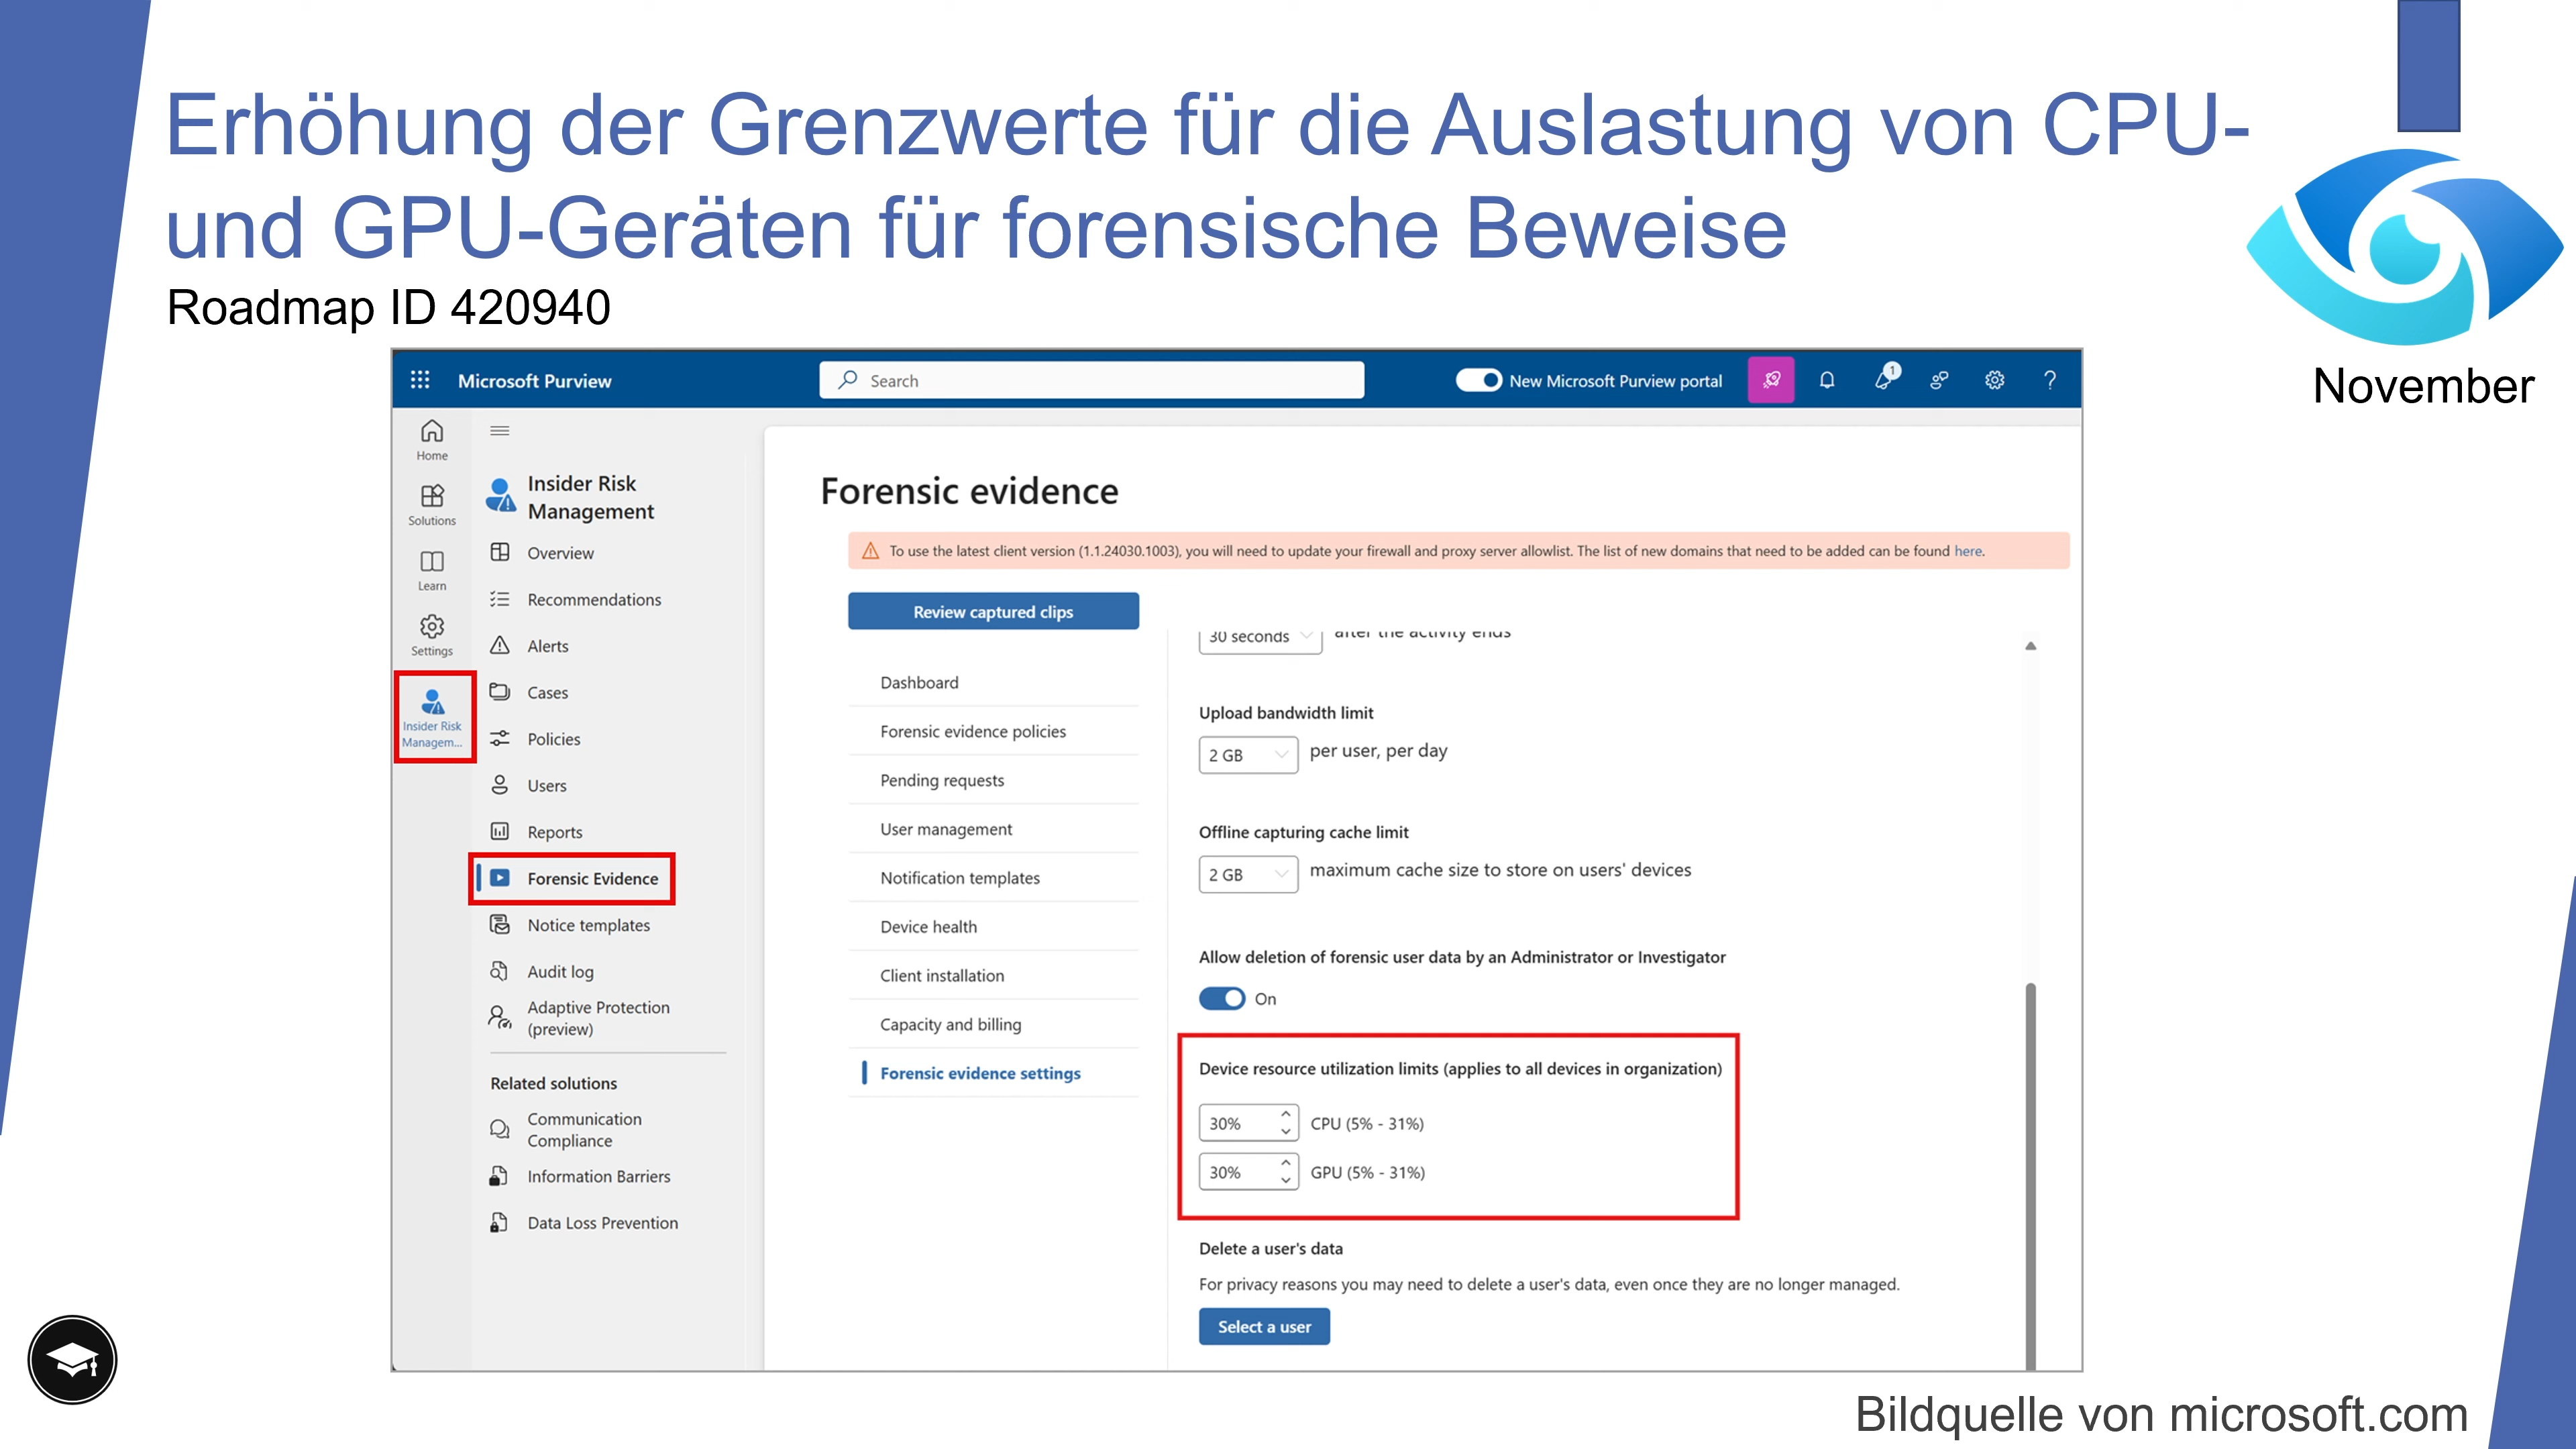 Erhöhung der Grenzwerte für die Auslastung von CPU-
und GPU-Geräten für forensische Beweise
Roadmap ID 420940
November
Microsoft Purview
Search
New Microsoft Purview portal
1
Home
Solutions
Learn
Settings
Insider Risk
Managem...
Insider Risk
Management
Overview
Recommendations
Alerts
Cases
Policies
Users
Reports
Forensic Evidence
Notice templates
Audit log
Adaptive Protection
(preview)
Related solutions
Communication
Compliance
Information Barriers
Data Loss Prevention
Forensic evidence
To use the latest client version (1.1.24030.1003), you will need to update your firewall and proxy server allowlist. The list of new domains that need to be added can be found here.
Review captured clips
Dashboard
Forensic evidence policies
Pending requests
User management
Notification templates
Device health
Client installation
Capacity and billing
Forensic evidence settings
30 seconds after the activity ends
Upload bandwidth limit
2 GB per user, per day
Offline capturing cache limit
2 GB maximum cache size to store on users' devices
Allow deletion of forensic user data by an Administrator or Investigator
On
Device resource utilization limits (applies to all devices in organization)
30% CPU (5% - 31%)
30% GPU (5% - 31%)
Delete a user's data
For privacy reasons you may need to delete a user's data, even once they are no longer managed.
Select a user
Bildquelle von microsoft.com